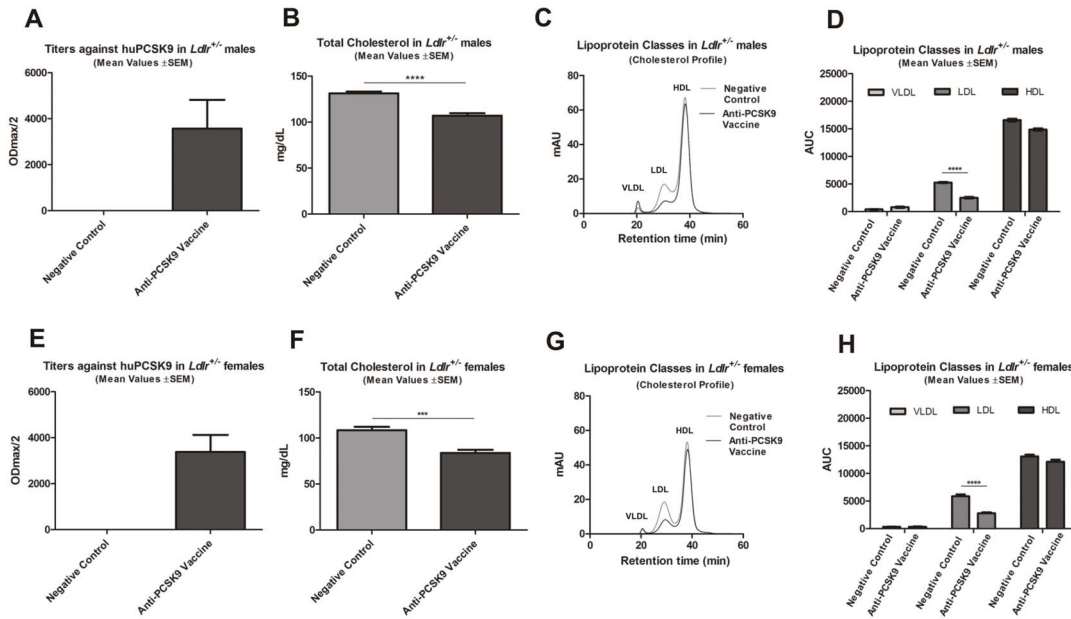 A
Titers against huPCSK9 in Ldlr+/- males
(Mean Values ±SEM)
6000
4000
2000
0
ODmax/2
Negative Control
Anti-PCSK9 Vaccine
B
Total Cholesterol in Ldlr+/- males
(Mean Values ±SEM)
****
150
100
50
0
mg/dL
Negative Control
Anti-PCSK9 Vaccine
C
Lipoprotein Classes in Ldlr+/- males
(Cholesterol Profile)
80
60
40
20
0
mAU
HDL
LDL
VLDL
Negative
Control
Anti-PCSK9
Vaccine
0 20 40 60
Retention time (min)
D
Lipoprotein Classes in Ldlr+/- males
(Mean Values ±SEM)
VLDL LDL HDL
25000
20000
15000
10000
5000
0
AUC
****
Negative Control
Anti-PCSK9 Vaccine
Negative Control
Anti-PCSK9 Vaccine
Negative Control
Anti-PCSK9 Vaccine
E
Titers against huPCSK9 in Ldlr+/- females
(Mean Values ±SEM)
6000
4000
2000
0
ODmax/2
Negative Control
Anti-PCSK9 Vaccine
F
Total Cholesterol in Ldlr+/- females
(Mean Values ±SEM)
***
150
100
50
0
mg/dL
Negative Control
Anti-PCSK9 Vaccine
G
Lipoprotein Classes in Ldlr+/- females
(Cholesterol Profile)
80
60
40
20
0
mAU
HDL
LDL
VLDL
Negative
Control
Anti-PCSK9
Vaccine
0 20 40 60
Retention time (min)
H
Lipoprotein Classes in Ldlr+/- females
(Mean Values ±SEM)
VLDL LDL HDL
25000
20000
15000
10000
5000
0
AUC
****
Negative Control
Anti-PCSK9 Vaccine
Negative Control
Anti-PCSK9 Vaccine
Negative Control
Anti-PCSK9 Vaccine